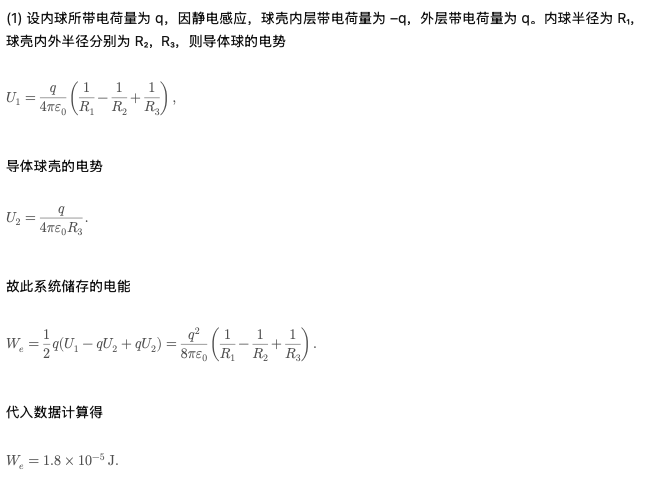 (1) 设内球所带电荷量为 q，因静电感应，球壳内层带电荷量为 –q，外层带电荷量为 q。内球半径为 R₁，
球壳内外半径分别为 R₂，R₃，则导体球的电势
U₁ = q/(4πε₀) (1/R₁ − 1/R₂ + 1/R₃) ,
导体球壳的电势
U₂ = q/(4πε₀R₃) .
故此系统储存的电能
Wₑ = 1/2 q(U₁ − qU₂ + qU₂) = q²/(8πε₀) (1/R₁ − 1/R₂ + 1/R₃) .
代入数据计算得
Wₑ = 1.8 × 10⁻⁵ J.